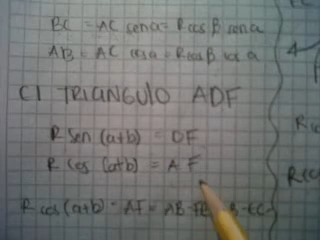 BC = AC sen a = R cos β sen a
AB = AC cos a = R cos β cos a
C) TRIANGULO ADF
R sen (a+b) = DF
R cos (a+b) = AF
R cos (a+b) = AF = AB - FB